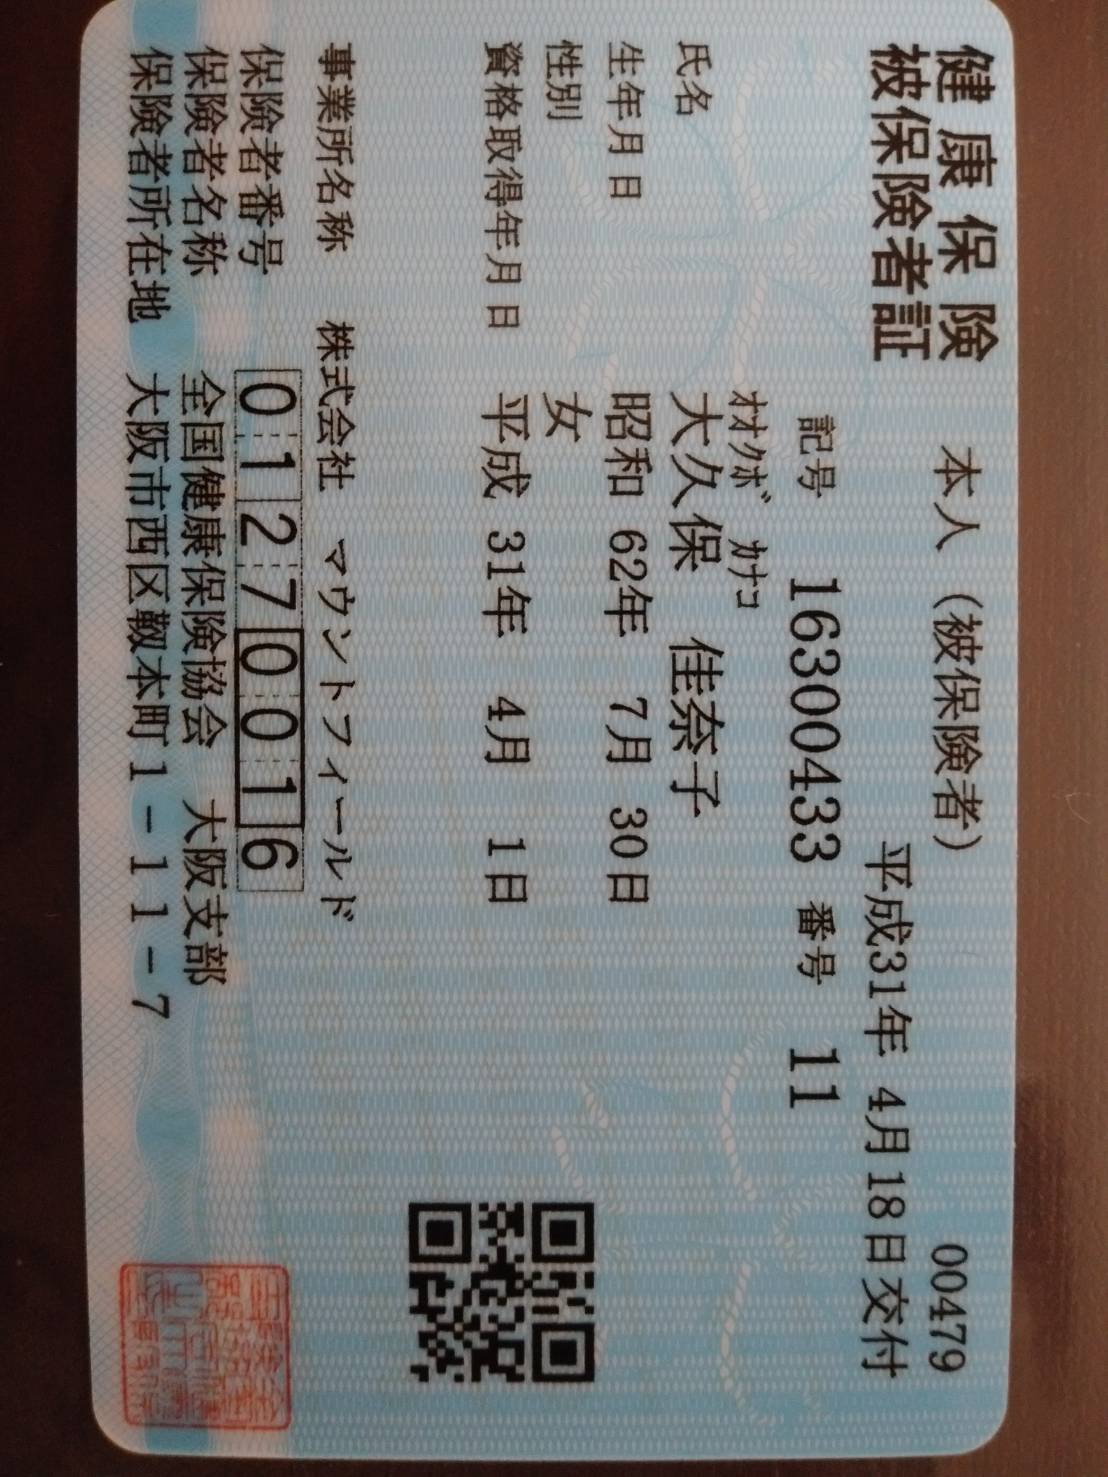 健康保険
被保険者証
本人（被保険者）
00479
平成31年 4月18日交付
記号 16300433 番号 11
ｵｵｸﾎﾞ ｶﾅｺ
氏名 大久保 佳奈子
生年月日 昭和 62年 7月 30日
性別 女
資格取得年月日 平成 31年 4月 1日
事業所名称 株式会社 マウントフィールド
保険者番号 01270016
保険者名称 全国健康保険協会 大阪支部
保険者所在地 大阪市西区靱本町1-11-7